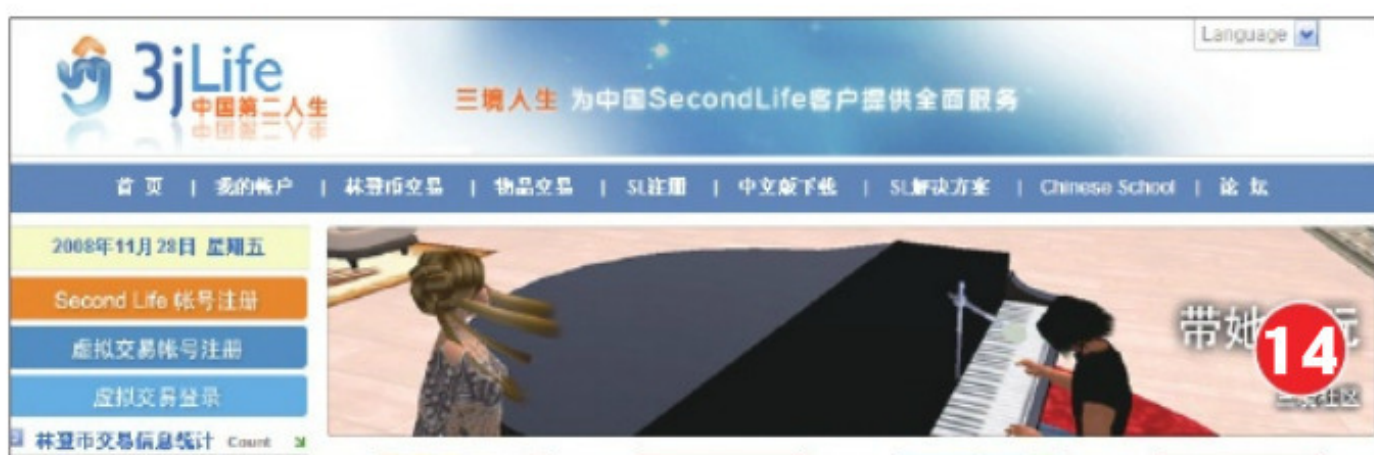 Language
3jLife
中国第二人生
三境人生 为中国SecondLife客户提供全面服务
首 页 | 我的帐户 | 林登币交易 | 物品交易 | SL注册 | 中文版下载 | SL解决方案 | Chinese School | 论 坛
2008年11月28日 星期五
Second Life 帐号注册
虚拟交易帐号注册
虚拟交易登录
林登币交易信息统计 Count
带她
14
社区